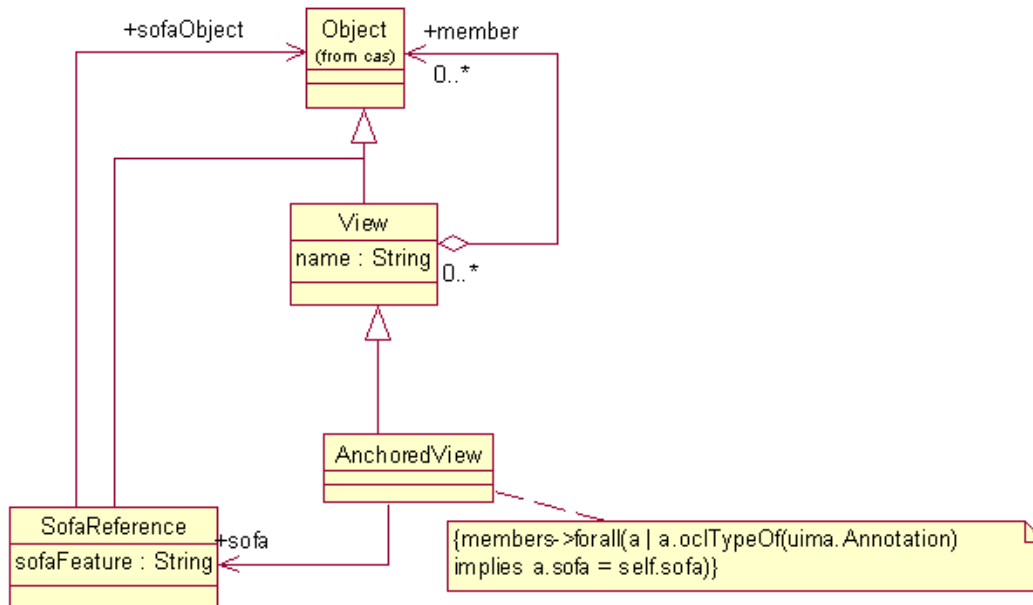 +sofaObject
Object
(from cas)
+member
0..*
View
name : String
0..*
AnchoredView
SofaReference
sofaFeature : String
+sofa
{members->forall(a | a.oclTypeOf(uima.Annotation)
implies a.sofa = self.sofa)}